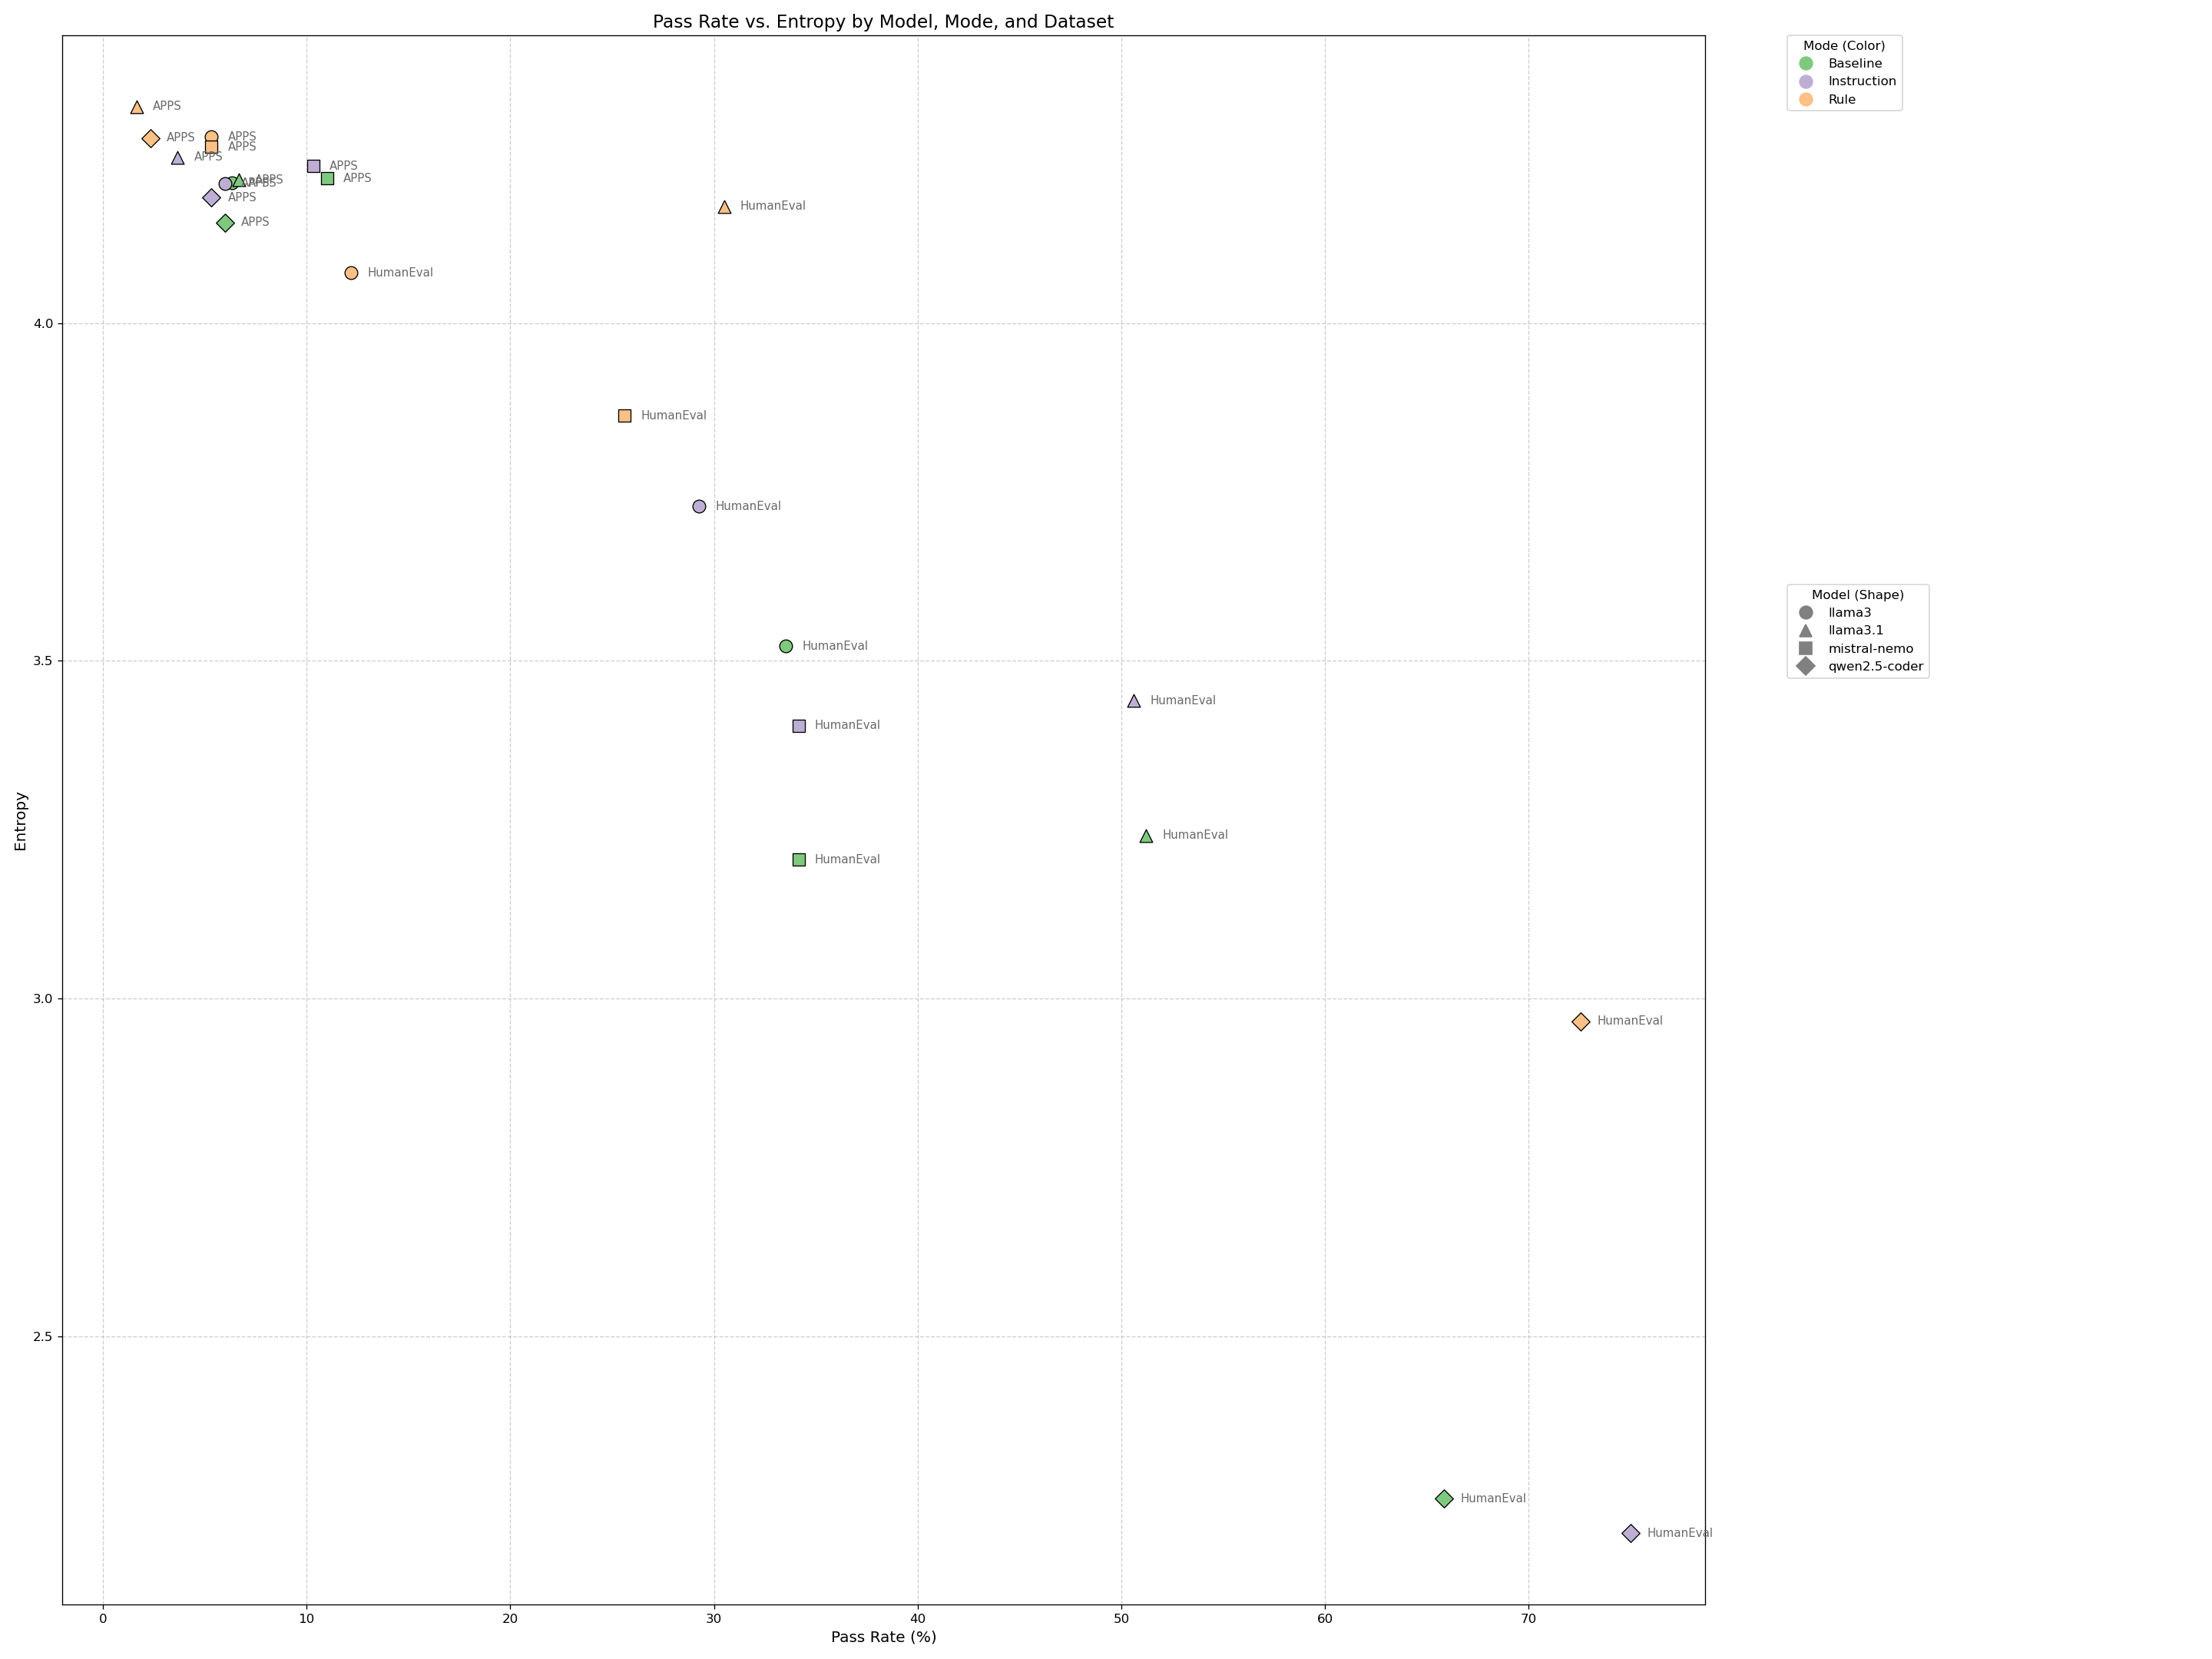 Pass Rate vs. Entropy by Model, Mode, and Dataset
Mode (Color)
Baseline
Instruction
Rule
Model (Shape)
llama3
llama3.1
mistral-nemo
qwen2.5-coder
Entropy
4.0
3.5
3.0
2.5
APPS
APPS
APPS
APPS
APPS
APPS
APPS
APPS
APPS
APPS
HumanEval
HumanEval
HumanEval
HumanEval
HumanEval
HumanEval
HumanEval
HumanEval
HumanEval
HumanEval
HumanEval
HumanEval
0
10
20
30
40
50
60
70
Pass Rate (%)